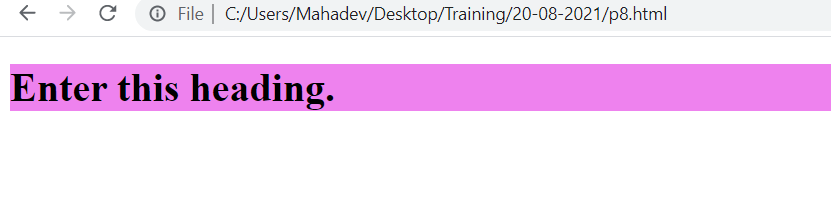 File | C:/Users/Mahadev/Desktop/Training/20-08-2021/p8.html
Enter this heading.